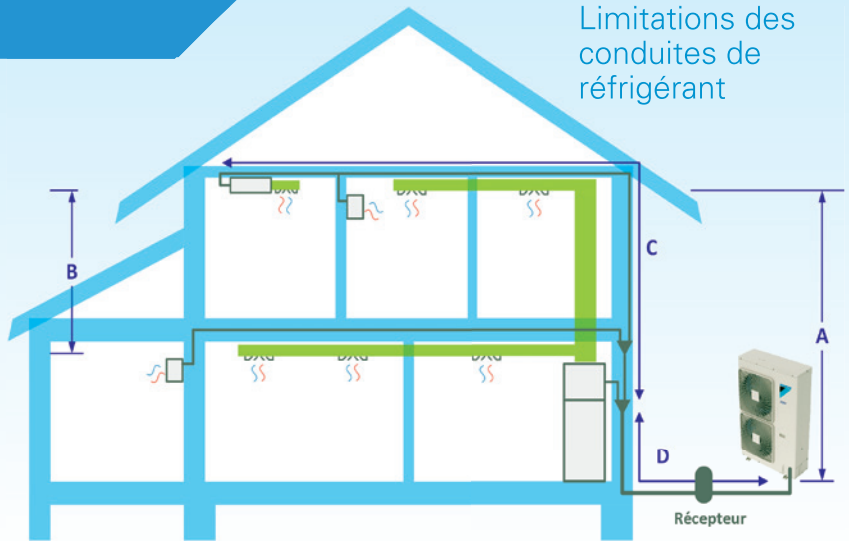 Limitations des
conduites de
réfrigérant
B
C
A
D
Récepteur